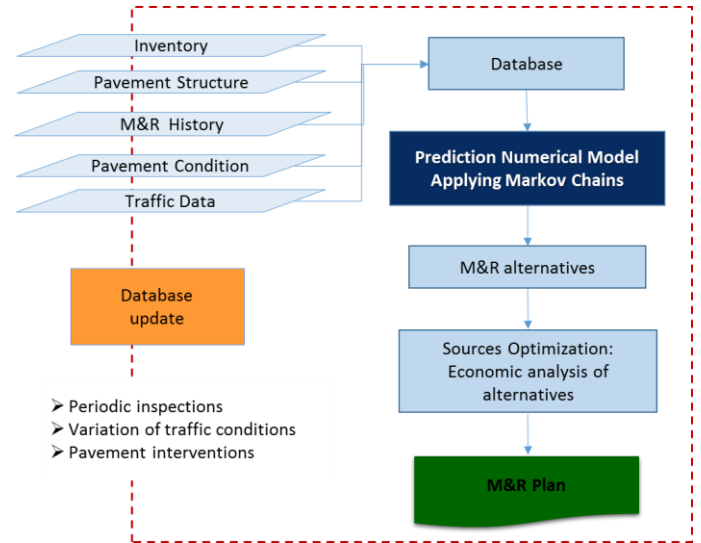 Inventory
Pavement Structure
M&R History
Pavement Condition
Traffic Data
Database
update
➢ Periodic inspections
➢ Variation of traffic conditions
➢ Pavement interventions
Database
Prediction Numerical Model
Applying Markov Chains
M&R alternatives
Sources Optimization:
Economic analysis of
alternatives
M&R Plan